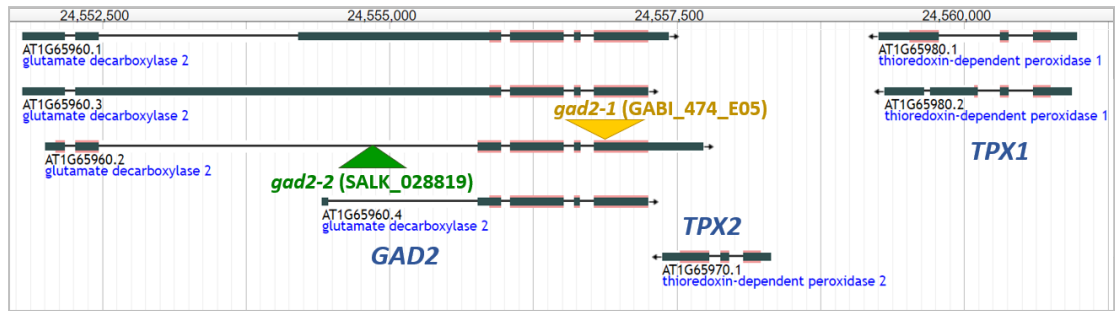 24,552,500 24,555,000 24,557,500 24,560,000
AT1G65960.1
glutamate decarboxylase 2
AT1G65980.1
thioredoxin-dependent peroxidase 1
AT1G65960.3
glutamate decarboxylase 2
gad2-1 (GABI_474_E05)
AT1G65980.2
thioredoxin-dependent peroxidase 1
TPX1
AT1G65960.2
glutamate decarboxylase 2
gad2-2 (SALK_028819)
AT1G65960.4
glutamate decarboxylase 2
GAD2
TPX2
AT1G65970.1
thioredoxin-dependent peroxidase 2